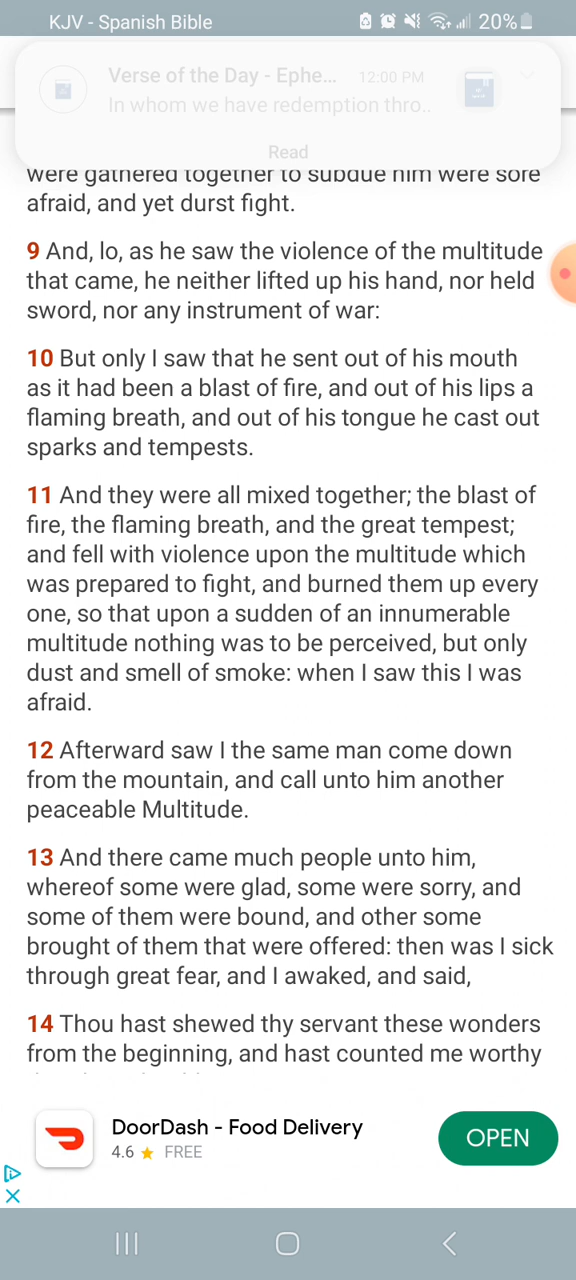 KJV - Spanish Bible
20%
Verse of the Day - Ephe... 12:00 PM
In whom we have redemption thro..
Read
were gathered together to subdue him were sore
afraid, and yet durst fight.
9 And, lo, as he saw the violence of the multitude
that came, he neither lifted up his hand, nor held
sword, nor any instrument of war:
10 But only I saw that he sent out of his mouth
as it had been a blast of fire, and out of his lips a
flaming breath, and out of his tongue he cast out
sparks and tempests.
11 And they were all mixed together; the blast of
fire, the flaming breath, and the great tempest;
and fell with violence upon the multitude which
was prepared to fight, and burned them up every
one, so that upon a sudden of an innumerable
multitude nothing was to be perceived, but only
dust and smell of smoke: when I saw this I was
afraid.
12 Afterward saw I the same man come down
from the mountain, and call unto him another
peaceable Multitude.
13 And there came much people unto him,
whereof some were glad, some were sorry, and
some of them were bound, and other some
brought of them that were offered: then was I sick
through great fear, and I awaked, and said,
14 Thou hast shewed thy servant these wonders
from the beginning, and hast counted me worthy
DoorDash - Food Delivery
4.6 ★ FREE
OPEN